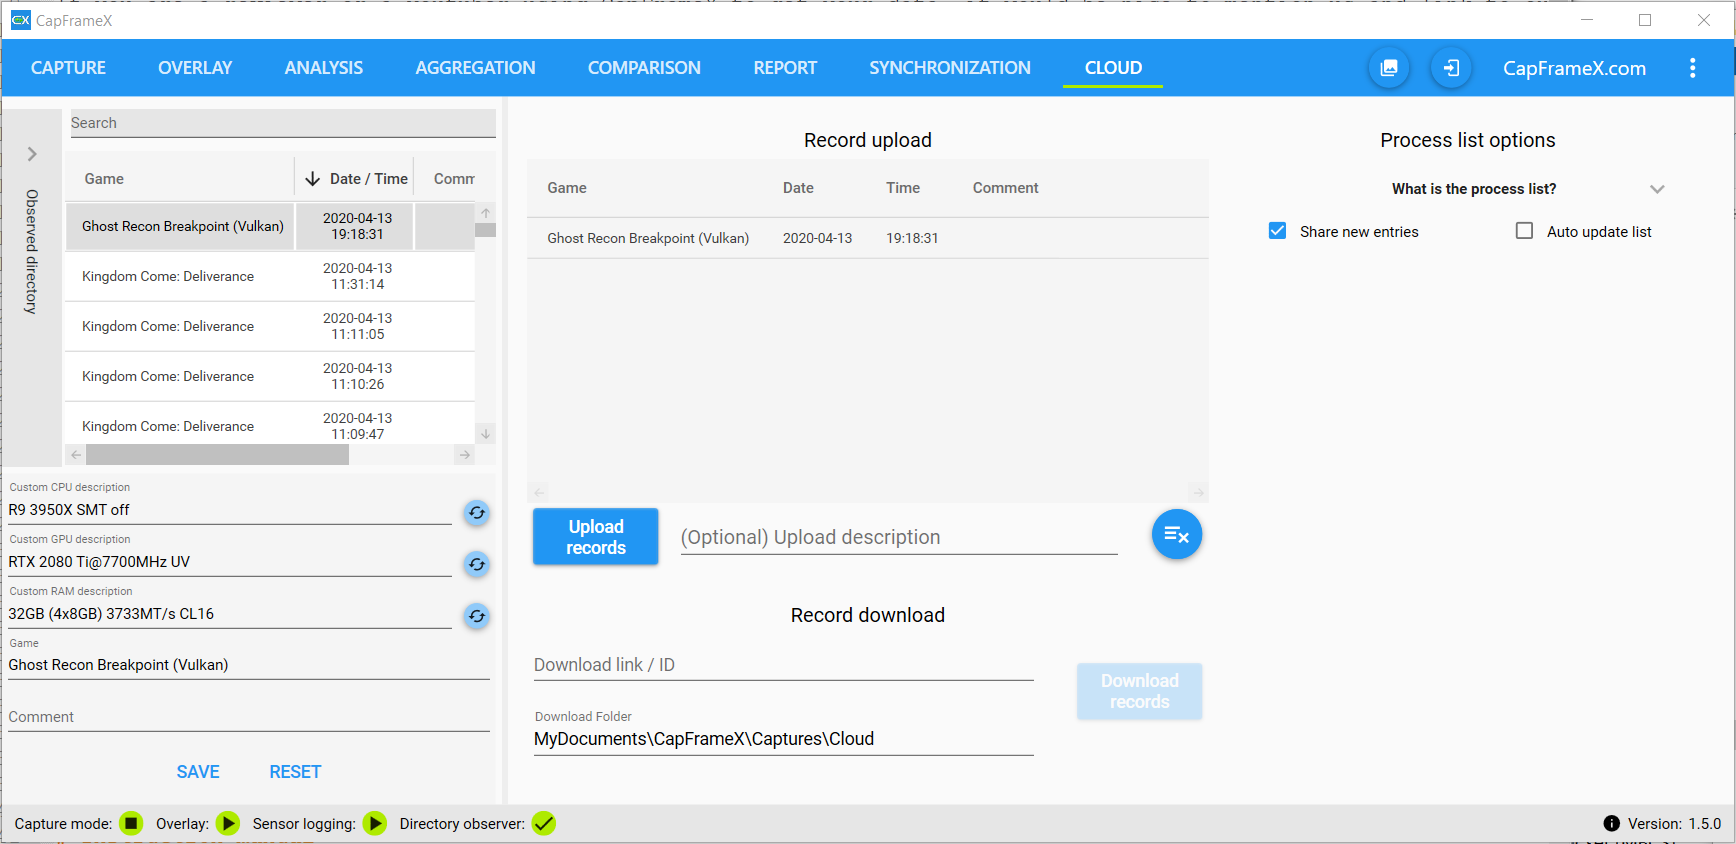 CapFrameX
CAPTURE OVERLAY ANALYSIS AGGREGATION COMPARISON REPORT SYNCHRONIZATION CLOUD CapFrameX.com
Search
Observed directory
Game Date / Time Comm
Ghost Recon Breakpoint (Vulkan) 2020-04-13 19:18:31
Kingdom Come: Deliverance 2020-04-13 11:31:14
Kingdom Come: Deliverance 2020-04-13 11:11:05
Kingdom Come: Deliverance 2020-04-13 11:10:26
Kingdom Come: Deliverance 2020-04-13 11:09:47
Custom CPU description
R9 3950X SMT off
Custom GPU description
RTX 2080 Ti@7700MHz UV
Custom RAM description
32GB (4x8GB) 3733MT/s CL16
Game
Ghost Recon Breakpoint (Vulkan)
Comment
SAVE RESET
Record upload
Game Date Time Comment
Ghost Recon Breakpoint (Vulkan) 2020-04-13 19:18:31
Upload
records
(Optional) Upload description
Record download
Download link / ID
Download
records
Download Folder
MyDocuments\CapFrameX\Captures\Cloud
Process list options
What is the process list?
Share new entries Auto update list
Capture mode: Overlay: Sensor logging: Directory observer: Version: 1.5.0